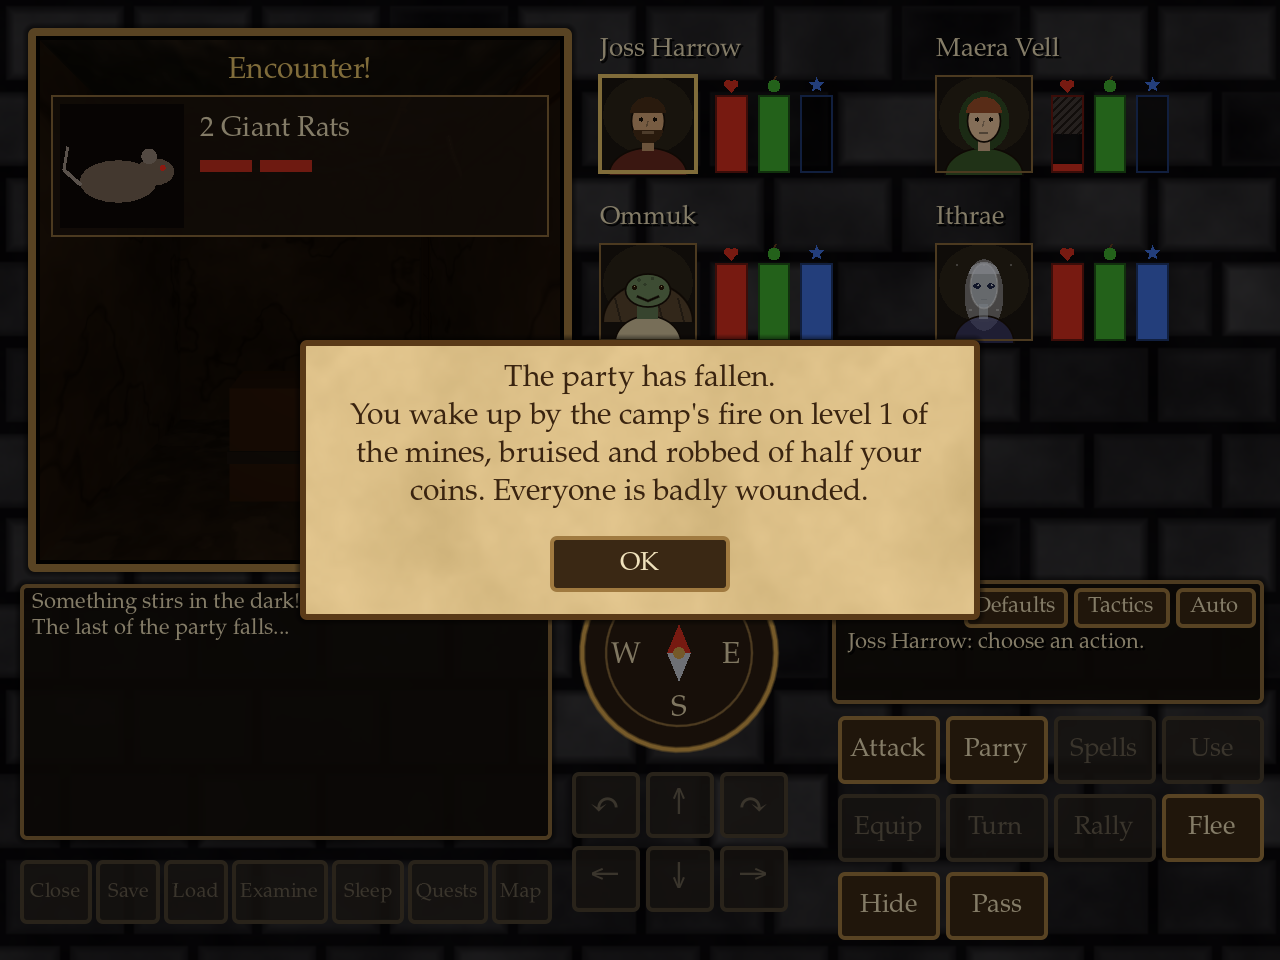 Encounter!
2 Giant Rats
Joss Harrow
Maera Vell
Ommuk
Ithrae
The party has fallen.
You wake up by the camp's fire on level 1 of
the mines, bruised and robbed of half your
coins. Everyone is badly wounded.
OK
Something stirs in the dark!
The last of the party falls...
W
E
S
Defaults
Tactics
Auto
Joss Harrow: choose an action.
Attack
Parry
Spells
Use
Equip
Turn
Rally
Flee
Hide
Pass
Close
Save
Load
Examine
Sleep
Quests
Map